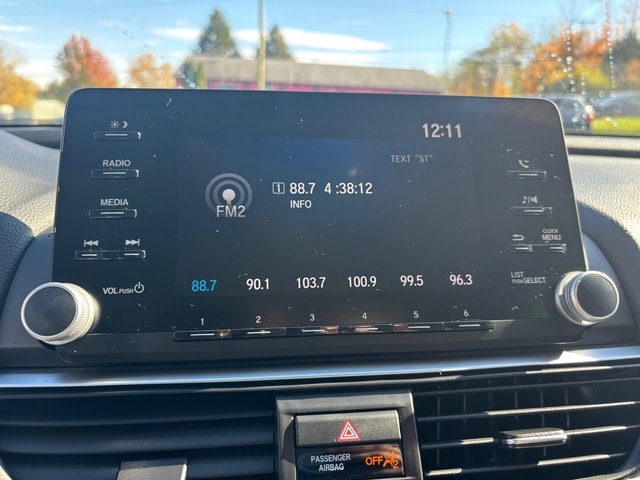 12:11
RADIO
TEXT "ST"
1 88.7 4:38:12
MEDIA
INFO
FM2
CLOCK
MENU
LIST
PUSH SELECT
VOL PUSH
88.7 90.1 103.7 100.9 99.5 96.3
1 2 3 4 5 6
PASSENGER
AIRBAG OFF
2